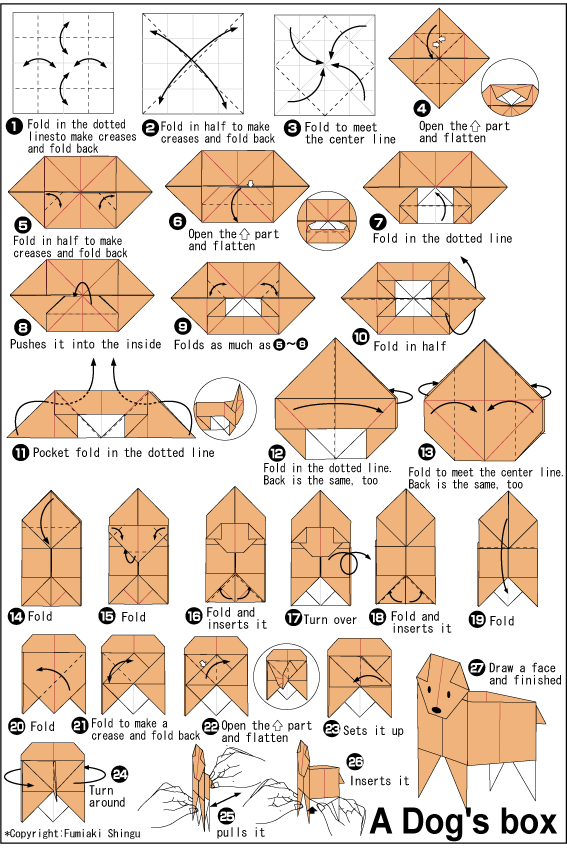 1 Fold in the dotted
linesto make creases
and fold back
2 Fold in half to make
creases and fold back
3 Fold to meet
the center line
4
Open the ⇧ part
and flatten
5
Fold in half to make
creases and fold back
6
Open the ⇧ part
and flatten
7
Fold in the dotted line
8
Pushes it into the inside
9
Folds as much as 5~8
10
Fold in half
11 Pocket fold in the dotted line
12
Fold in the dotted line.
Back is the same, too
13
Fold to meet the center line.
Back is the same, too
14 Fold
15 Fold
16 Fold and
inserts it
17 Turn over
18 Fold and
inserts it
19 Fold
20 Fold
21 Fold to make a
crease and fold back
22 Open the ⇧ part
and flatten
23 Sets it up
24
Turn
around
25
pulls it
26
Inserts it
27 Draw a face
and finished
A Dog's box
*Copyright:Fumiaki Shingu